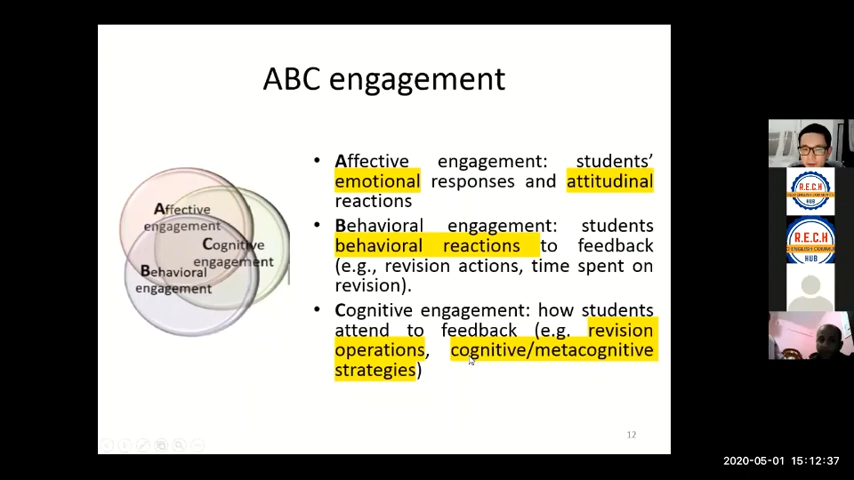 ABC engagement
• Affective engagement: students'
emotional responses and attitudinal
reactions
• Behavioral engagement: students
behavioral reactions to feedback
(e.g., revision actions, time spent on
revision).
• Cognitive engagement: how students
attend to feedback (e.g. revision
operations, cognitive/metacognitive
strategies)
Affective
engagement
Cognitive
engagement
Behavioral
engagement
12
R.E.C.H
HUB
R.E.C.H
HUB
2020-05-01 15:12:37